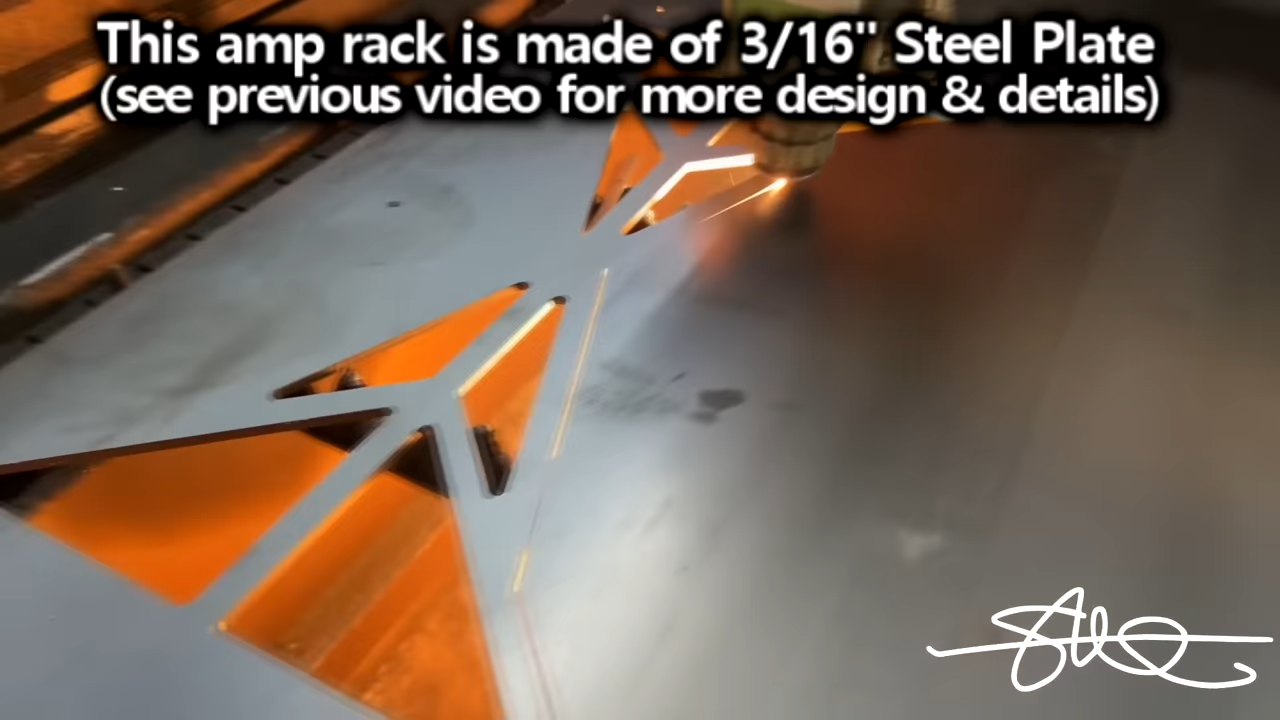 This amp rack is made of 3/16" Steel Plate
(see previous video for more design & details)